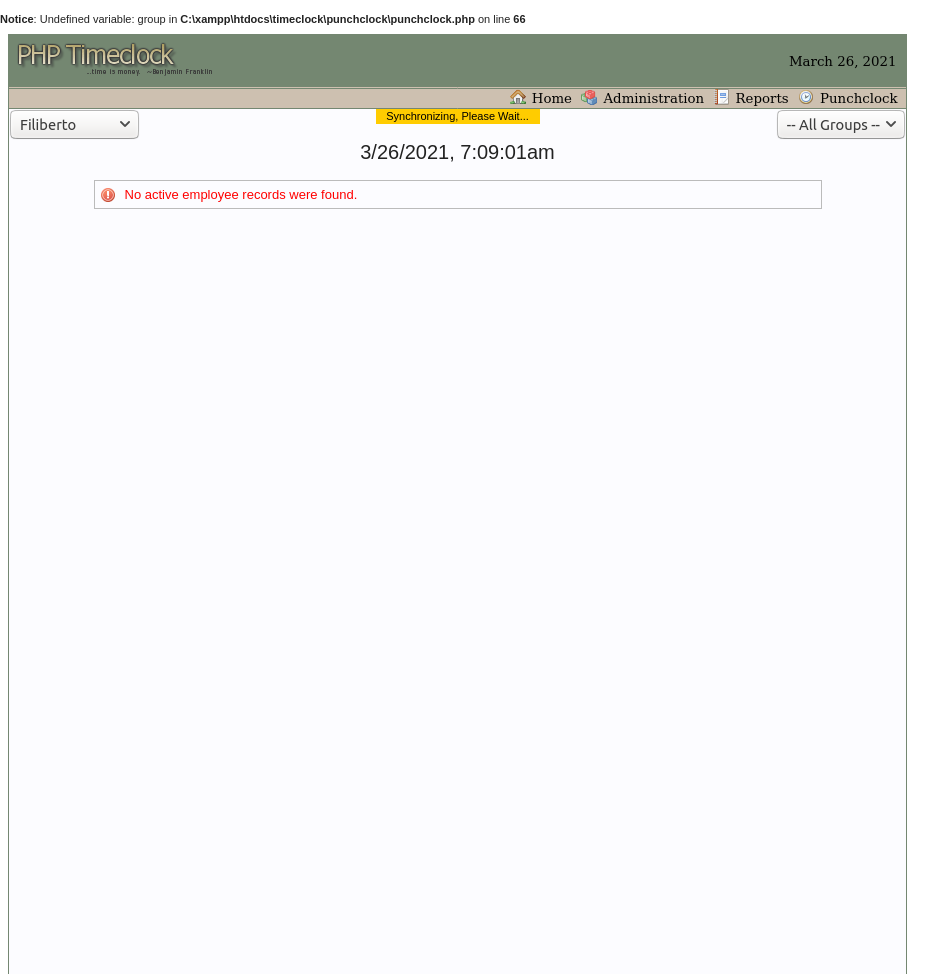 Notice: Undefined variable: group in C:\xampp\htdocs\timeclock\punchclock\punchclock.php on line 66
PHP Timeclock
...time is money. ~Benjamin Franklin
March 26, 2021
Home Administration Reports Punchclock
Filiberto
Synchronizing, Please Wait...
-- All Groups --
3/26/2021, 7:09:01am
No active employee records were found.